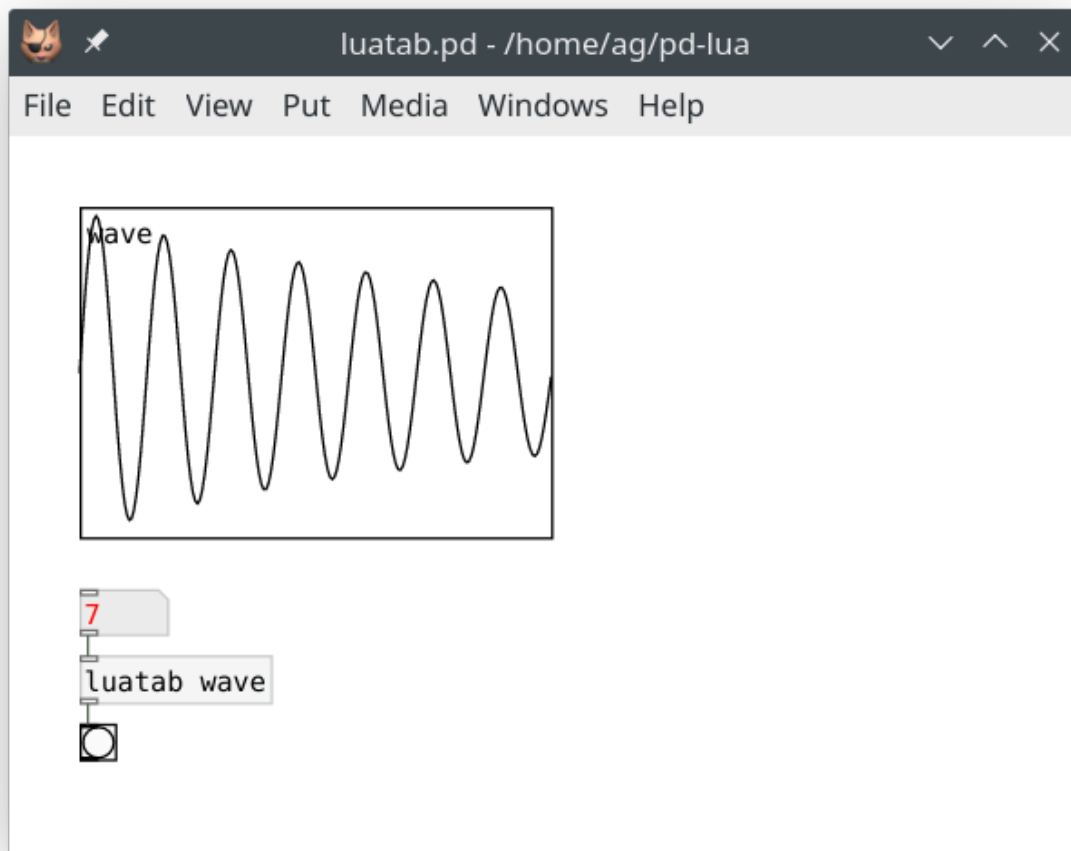 luatab.pd - /home/ag/pd-lua
File Edit View Put Media Windows Help
wave
7
luatab wave